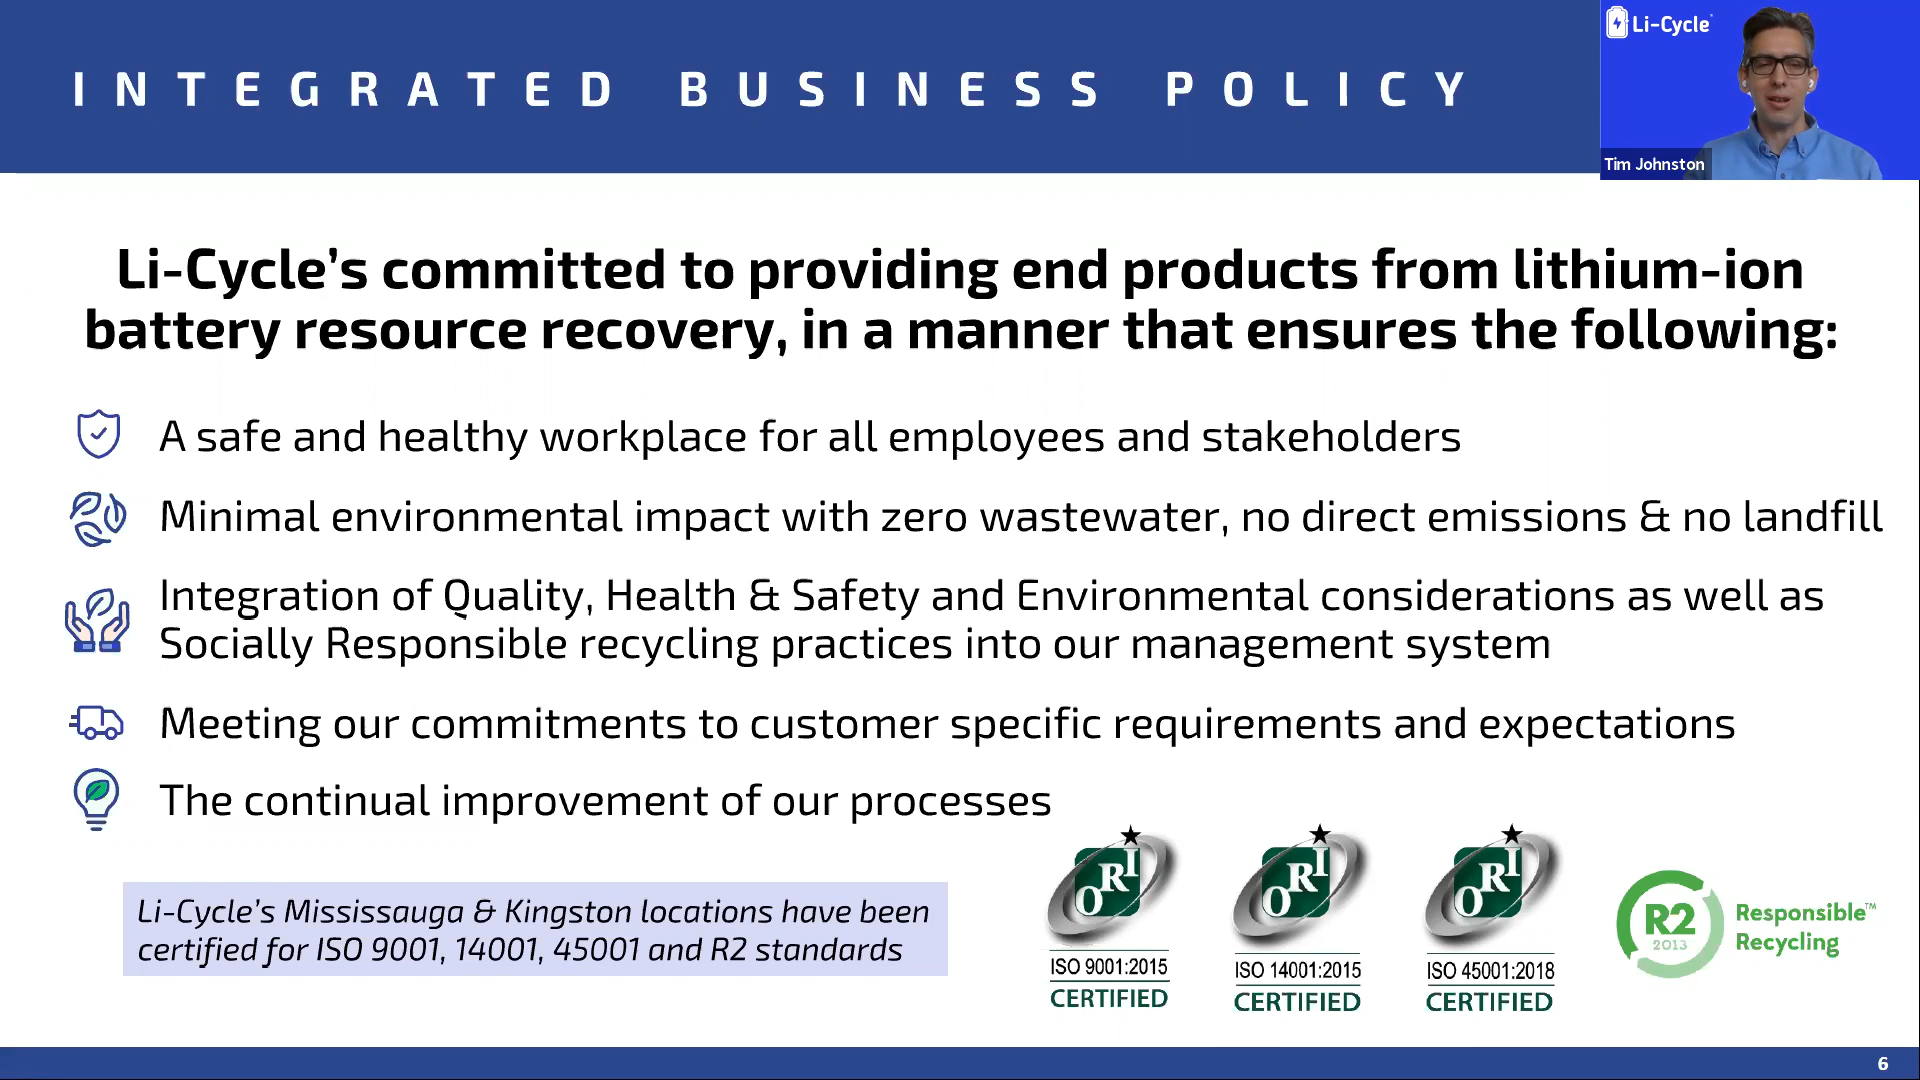 INTEGRATED BUSINESS POLICY
Li-Cycle
Tim Johnston
Li-Cycle’s committed to providing end products from lithium-ion
battery resource recovery, in a manner that ensures the following:
A safe and healthy workplace for all employees and stakeholders
Minimal environmental impact with zero wastewater, no direct emissions & no landfill
Integration of Quality, Health & Safety and Environmental considerations as well as
Socially Responsible recycling practices into our management system
Meeting our commitments to customer specific requirements and expectations
The continual improvement of our processes
Li-Cycle’s Mississauga & Kingston locations have been
certified for ISO 9001, 14001, 45001 and R2 standards
ORI
ISO 9001:2015
CERTIFIED
ORI
ISO 14001:2015
CERTIFIED
ORI
ISO 45001:2018
CERTIFIED
R2
2013
Responsible™
Recycling
6